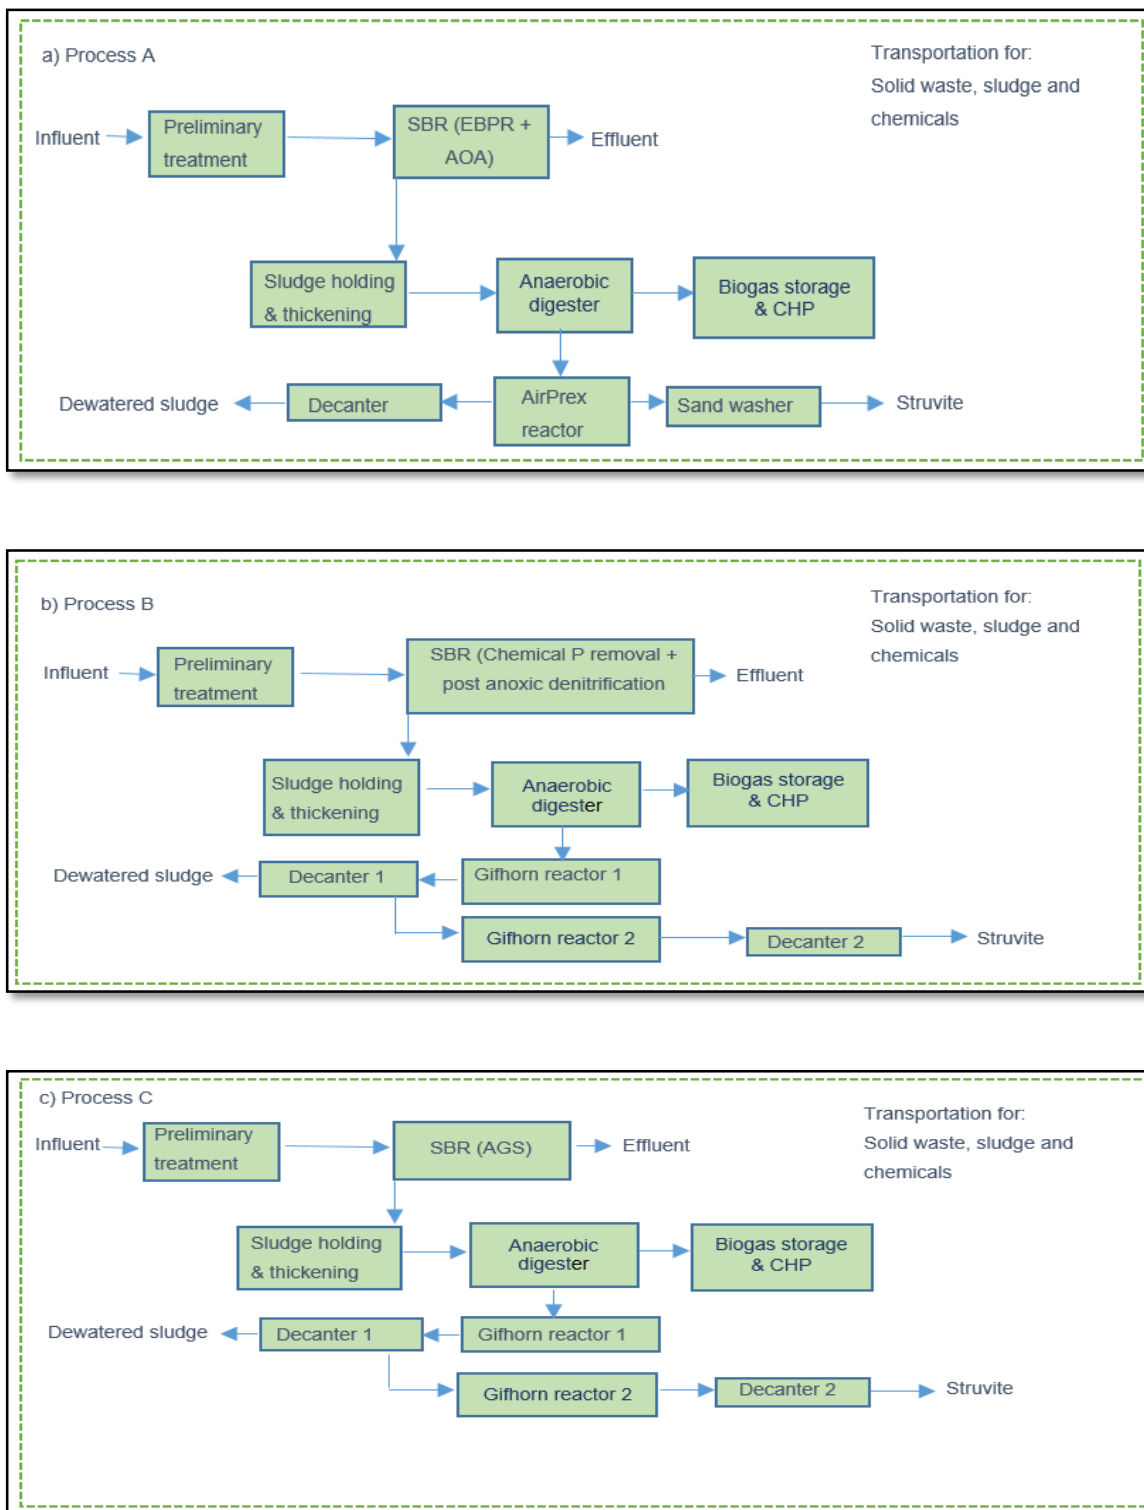 a) Process A
Transportation for:
Solid waste, sludge and
chemicals
Influent
Preliminary
treatment
SBR (EBPR +
AOA)
Effluent
Sludge holding
& thickening
Anaerobic
digester
Biogas storage
& CHP
Dewatered sludge
Decanter
AirPrex
reactor
Sand washer
Struvite
b) Process B
Transportation for:
Solid waste, sludge and
chemicals
Influent
Preliminary
treatment
SBR (Chemical P removal +
post anoxic denitrification
Effluent
Sludge holding
& thickening
Anaerobic
digester
Biogas storage
& CHP
Dewatered sludge
Decanter 1
Gifhorn reactor 1
Gifhorn reactor 2
Decanter 2
Struvite
c) Process C
Transportation for:
Solid waste, sludge and
chemicals
Influent
Preliminary
treatment
SBR (AGS)
Effluent
Sludge holding
& thickening
Anaerobic
digester
Biogas storage
& CHP
Dewatered sludge
Decanter 1
Gifhorn reactor 1
Gifhorn reactor 2
Decanter 2
Struvite